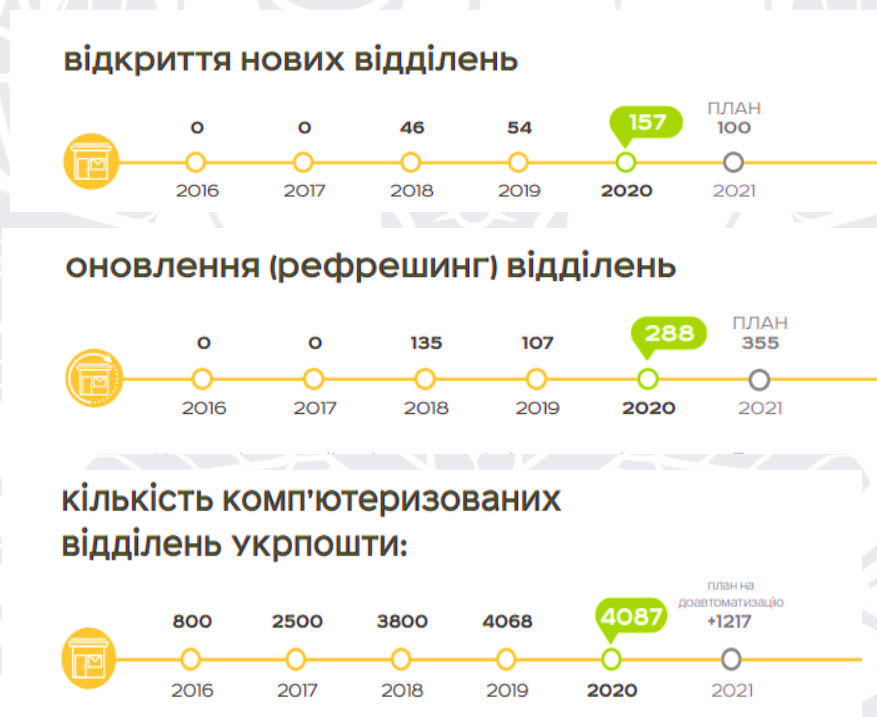 відкриття нових відділень
ПЛАН
0 0 46 54 157 100
2016 2017 2018 2019 2020 2021
оновлення (рефрешинг) відділень
ПЛАН
0 0 135 107 288 355
2016 2017 2018 2019 2020 2021
кількість комп'ютеризованих
відділень Укрпошти:
план на
доавтоматизацію
800 2500 3800 4068 4087 +1217
2016 2017 2018 2019 2020 2021